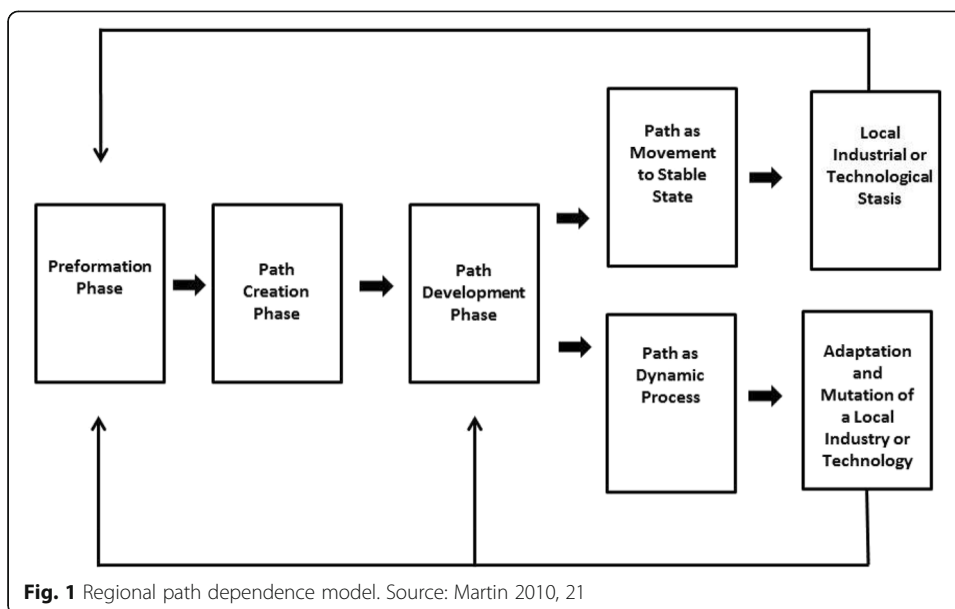 Preformation
Phase
Path
Creation
Phase
Path
Development
Phase
Path as
Movement
to Stable
State
Local
Industrial or
Technological
Stasis
Path as
Dynamic
Process
Adaptation
and
Mutation of
a Local
Industry or
Technology
Fig. 1 Regional path dependence model. Source: Martin 2010, 21